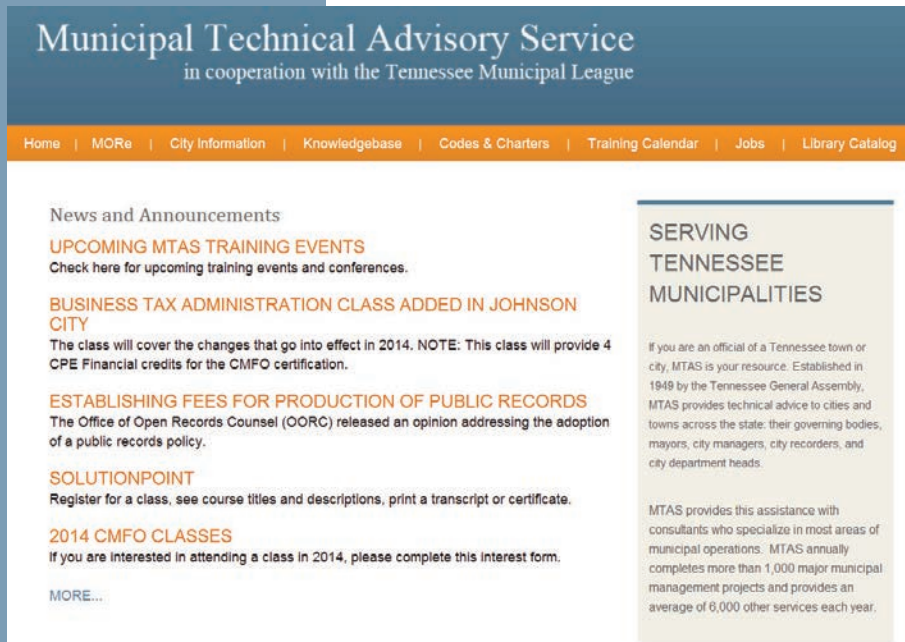 Municipal Technical Advisory Service
in cooperation with the Tennessee Municipal League
Home | MORe | City Information | Knowledgebase | Codes & Charters | Training Calendar | Jobs | Library Catalog
News and Announcements
UPCOMING MTAS TRAINING EVENTS
Check here for upcoming training events and conferences.
BUSINESS TAX ADMINISTRATION CLASS ADDED IN JOHNSON
CITY
The class will cover the changes that go into effect in 2014. NOTE: This class will provide 4
CPE Financial credits for the CMFO certification.
ESTABLISHING FEES FOR PRODUCTION OF PUBLIC RECORDS
The Office of Open Records Counsel (OORC) released an opinion addressing the adoption
of a public records policy.
SOLUTIONPOINT
Register for a class, see course titles and descriptions, print a transcript or certificate.
2014 CMFO CLASSES
If you are interested in attending a class in 2014, please complete this interest form.
MORE...
SERVING
TENNESSEE
MUNICIPALITIES
If you are an official of a Tennessee town or
city, MTAS is your resource. Established in
1949 by the Tennessee General Assembly,
MTAS provides technical advice to cities and
towns across the state: their governing bodies,
mayors, city managers, city recorders, and
city department heads.
MTAS provides this assistance with
consultants who specialize in most areas of
municipal operations. MTAS annually
completes more than 1,000 major municipal
management projects and provides an
average of 6,000 other services each year.